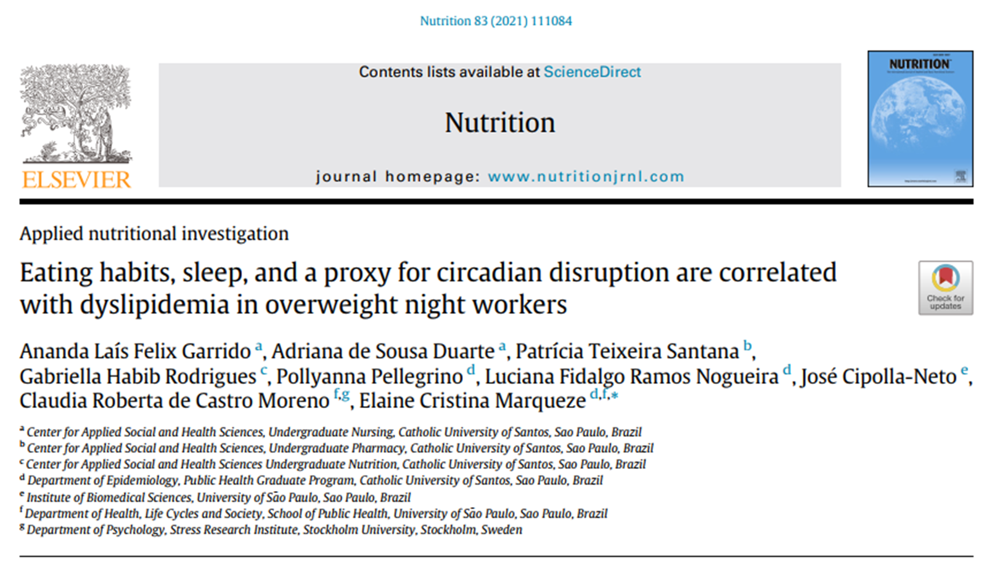 Nutrition 83 (2021) 111084
Contents lists available at ScienceDirect
Nutrition
journal homepage: www.nutritionjrnl.com
ELSEVIER
NUTRITION
Applied nutritional investigation
Eating habits, sleep, and a proxy for circadian disruption are correlated
with dyslipidemia in overweight night workers
Check for
updates
Ananda Laís Felix Garrido a, Adriana de Sousa Duarte a, Patrícia Teixeira Santana b,
Gabriella Habib Rodrigues c, Pollyanna Pellegrino d, Luciana Fidalgo Ramos Nogueira d, José Cipolla-Neto e,
Claudia Roberta de Castro Moreno f,g, Elaine Cristina Marqueze d,f,*
a Center for Applied Social and Health Sciences, Undergraduate Nursing, Catholic University of Santos, Sao Paulo, Brazil
b Center for Applied Social and Health Sciences, Undergraduate Pharmacy, Catholic University of Santos, Sao Paulo, Brazil
c Center for Applied Social and Health Sciences Undergraduate Nutrition, Catholic University of Santos, Sao Paulo, Brazil
d Department of Epidemiology, Public Health Graduate Program, Catholic University of Santos, Sao Paulo, Brazil
e Institute of Biomedical Sciences, University of São Paulo, Sao Paulo, Brazil
f Department of Health, Life Cycles and Society, School of Public Health, University of São Paulo, Sao Paulo, Brazil
g Department of Psychology, Stress Research Institute, Stockholm University, Stockholm, Sweden